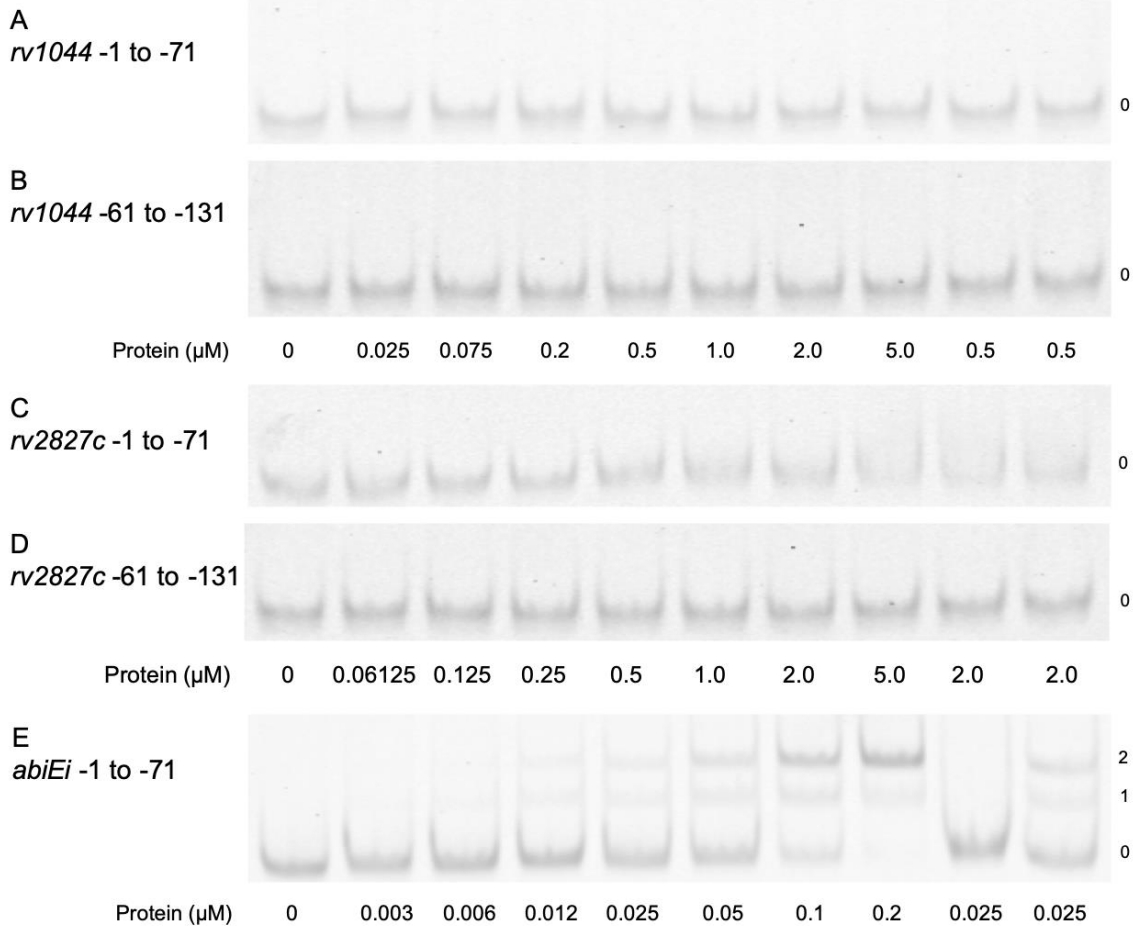 A
rv1044 -1 to -71
0
B
rv1044 -61 to -131
0
Protein (µM) 0 0.025 0.075 0.2 0.5 1.0 2.0 5.0 0.5 0.5
C
rv2827c -1 to -71
0
D
rv2827c -61 to -131
0
Protein (µM) 0 0.06125 0.125 0.25 0.5 1.0 2.0 5.0 2.0 2.0
E
abiEi -1 to -71
2
1
0
Protein (µM) 0 0.003 0.006 0.012 0.025 0.05 0.1 0.2 0.025 0.025